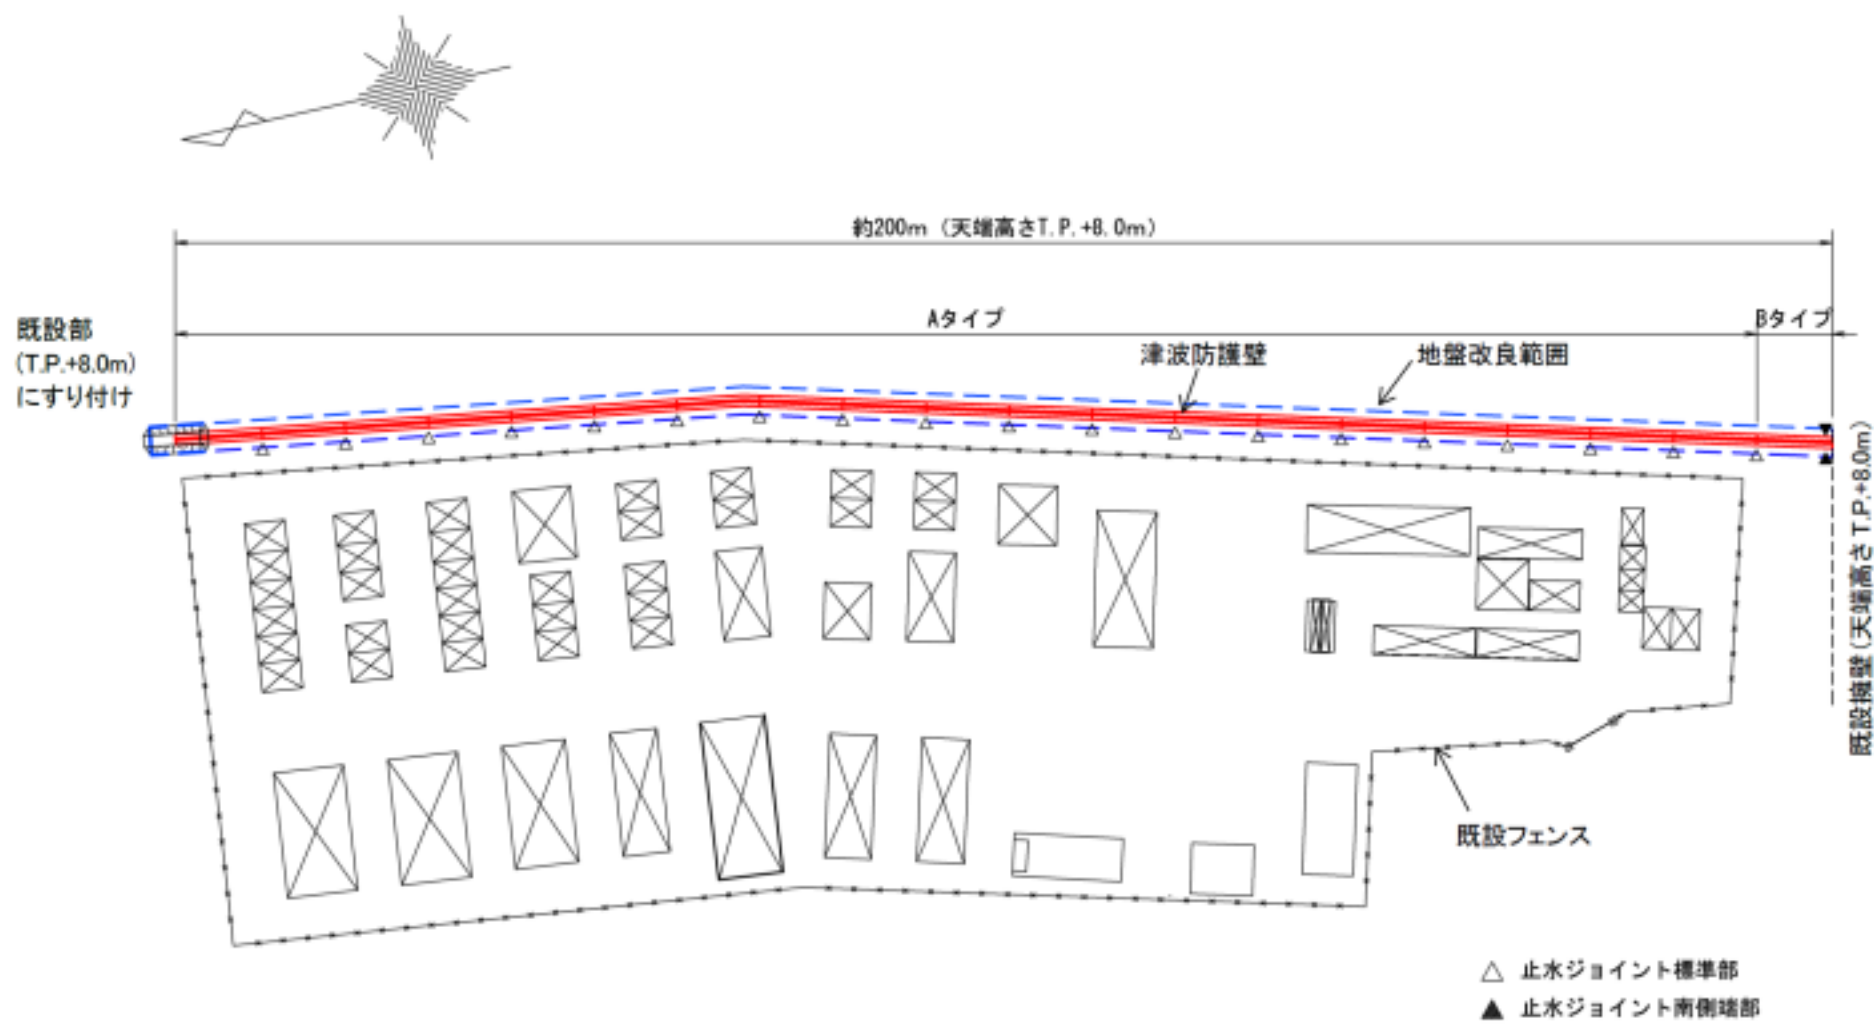 約200m（天端高さT.P.+8.0m）
Aタイプ
Bタイプ
既設部
(T.P.+8.0m)
にすり付け
津波防護壁
地盤改良範囲
既設擁壁(天端高さ T.P.+8.0m)
既設フェンス
△ 止水ジョイント標準部
▲ 止水ジョイント南側端部